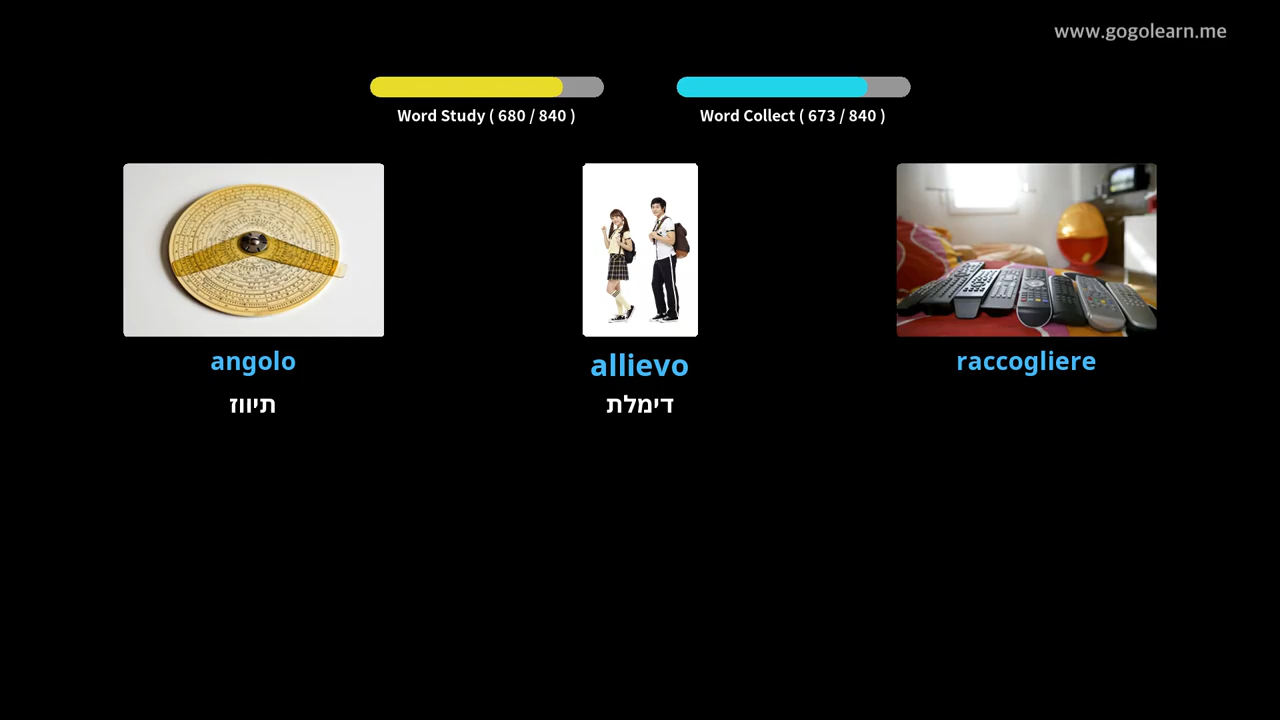 www.gogolearn.me
Word Study ( 680 / 840 )
Word Collect ( 673 / 840 )
angolo
allievo
raccogliere
תיווז
דימלת